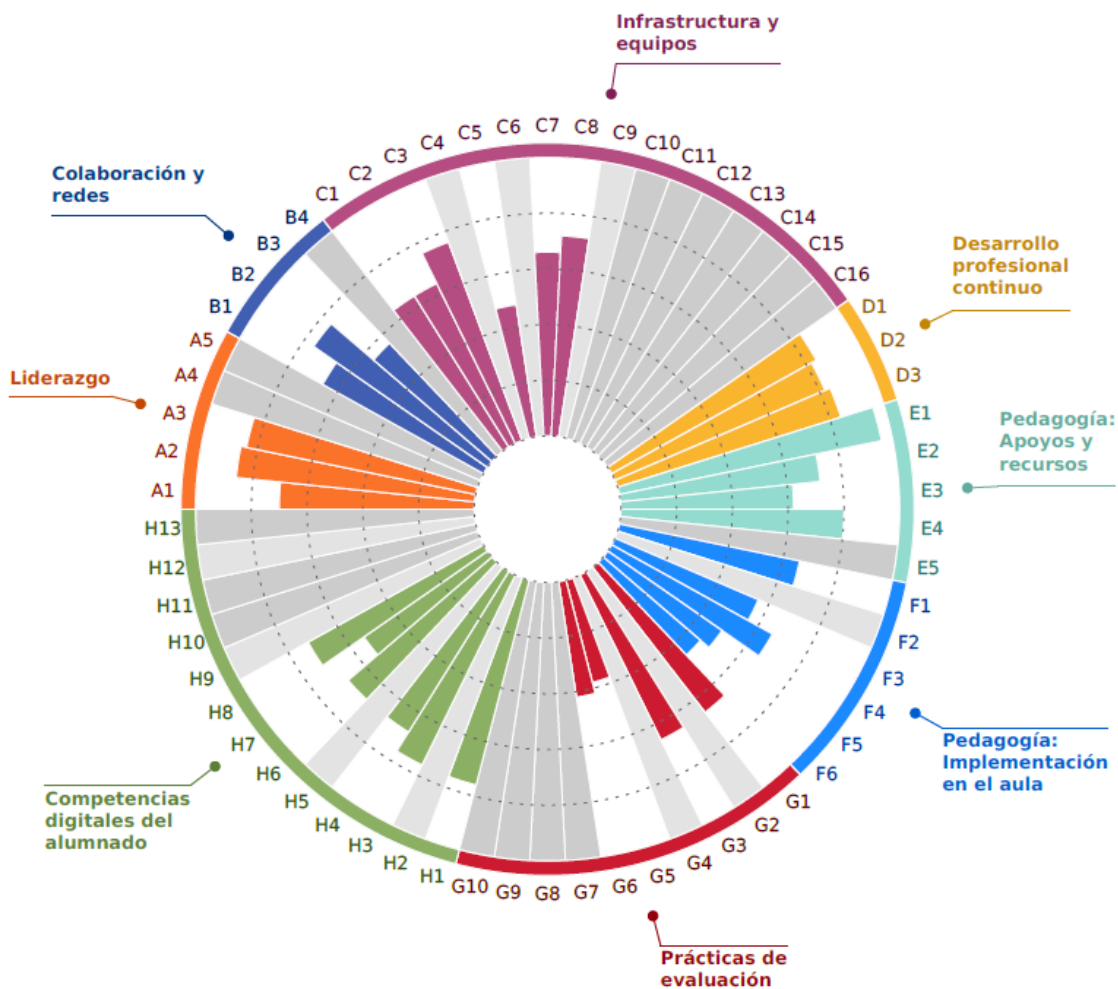 Infrastructura y
equipos
Colaboración y
redes
Desarrollo
profesional
continuo
Liderazgo
Pedagogía:
Apoyos y
recursos
Pedagogía:
Implementación
en el aula
Competencias
digitales del
alumnado
Prácticas de
evaluación
A1
A2
A3
A4
A5
B1
B2
B3
B4
C1
C2
C3
C4
C5
C6
C7
C8
C9
C10
C11
C12
C13
C14
C15
C16
D1
D2
D3
E1
E2
E3
E4
E5
F1
F2
F3
F4
F5
F6
G1
G2
G3
G4
G5
G6
G7
G8
G9
G10
H1
H2
H3
H4
H5
H6
H7
H8
H9
H10
H11
H12
H13